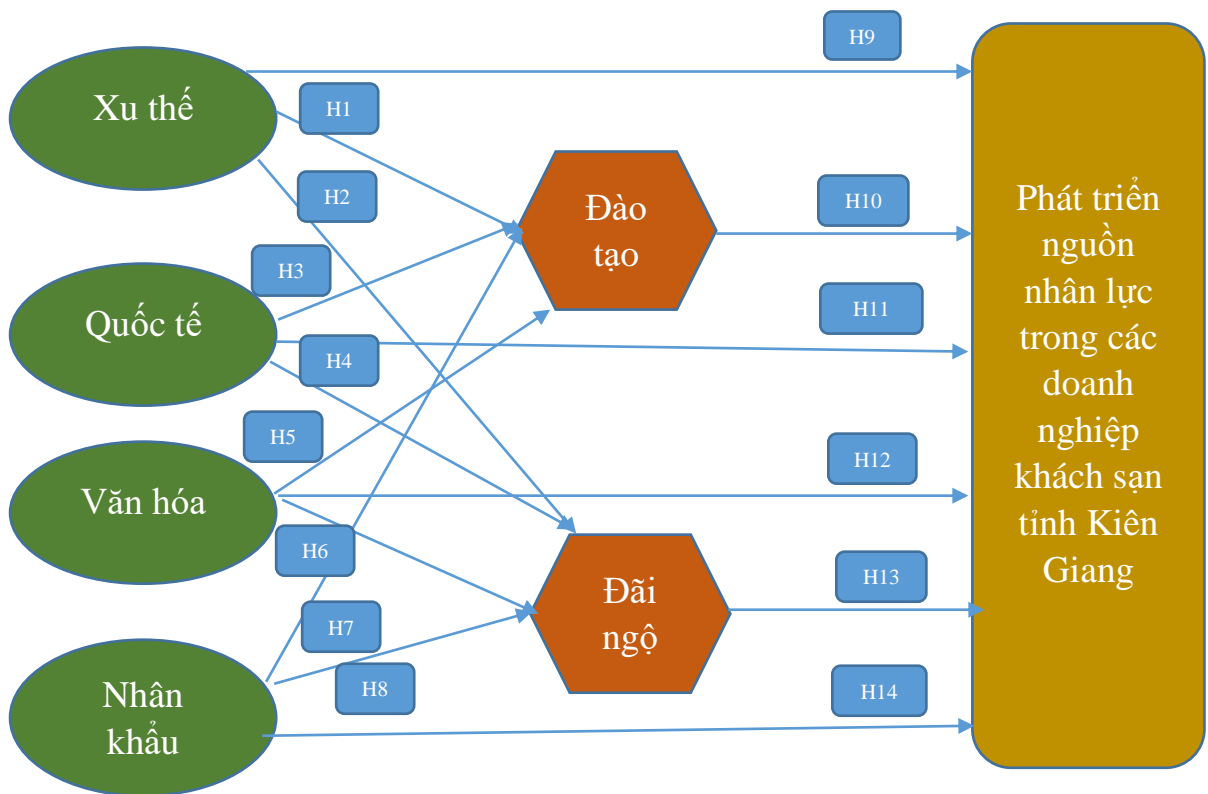 Xu thế
Quốc tế
Văn hóa
Nhân
khẩu
H1
H2
H3
H4
H5
H6
H7
H8
Đào
tạo
Đãi
ngộ
H9
H10
H11
H12
H13
H14
Phát triển
nguồn
nhân lực
trong các
doanh
nghiệp
khách sạn
tỉnh Kiên
Giang